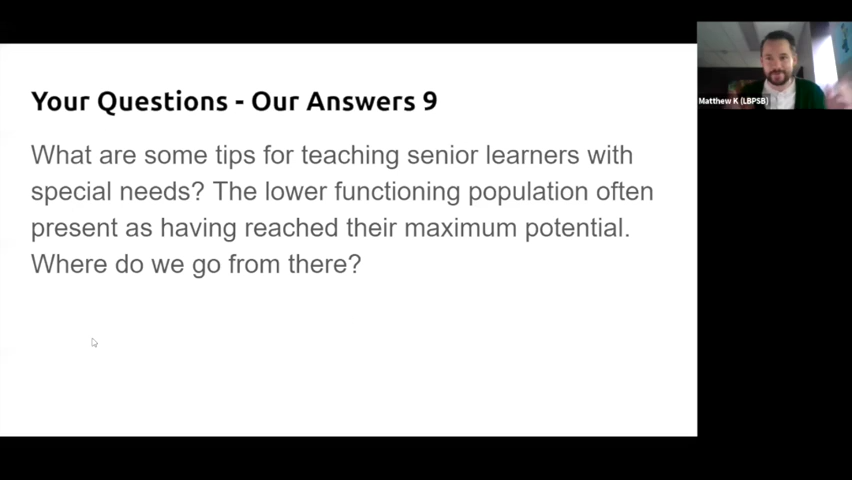 Your Questions - Our Answers 9
What are some tips for teaching senior learners with
special needs? The lower functioning population often
present as having reached their maximum potential.
Where do we go from there?
Matthew K (LBPSB)